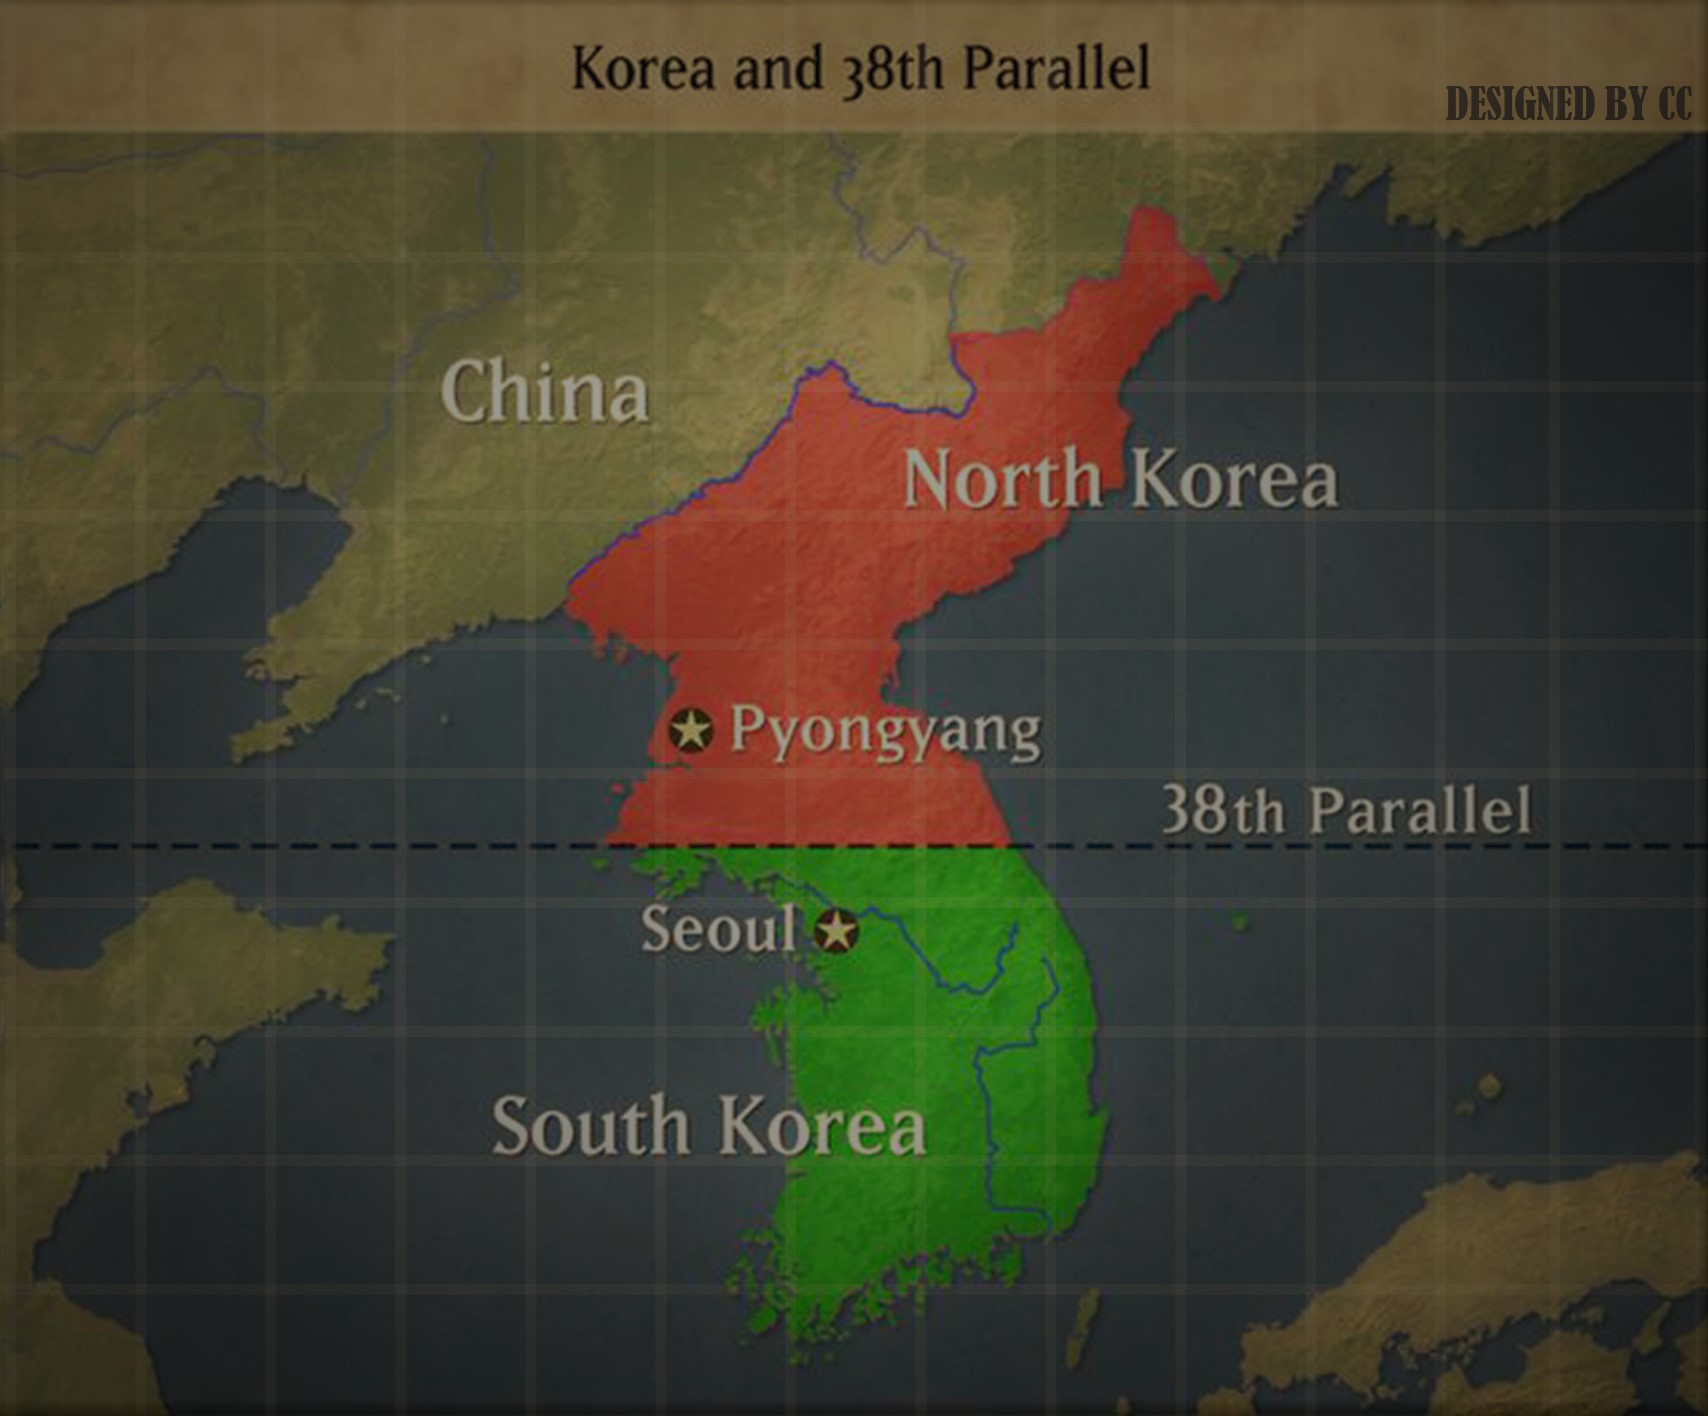 Korea and 38th Parallel
DESIGNED BY CC
China
North Korea
Pyongyang
38th Parallel
Seoul
South Korea